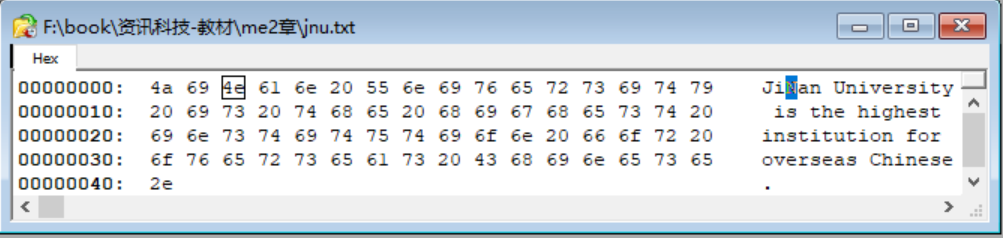 F:\book\资讯科技-教材\me2章\jnu.txt
Hex
00000000: 4a 69 4e 61 6e 20 55 6e 69 76 65 72 73 69 74 79 JiNan University
00000010: 20 69 73 20 74 68 65 20 68 69 67 68 65 73 74 20 is the highest
00000020: 69 6e 73 74 69 74 75 74 69 6f 6e 20 66 6f 72 20 institution for
00000030: 6f 76 65 72 73 65 61 73 20 43 68 69 6e 65 73 65 overseas Chinese
00000040: 2e .